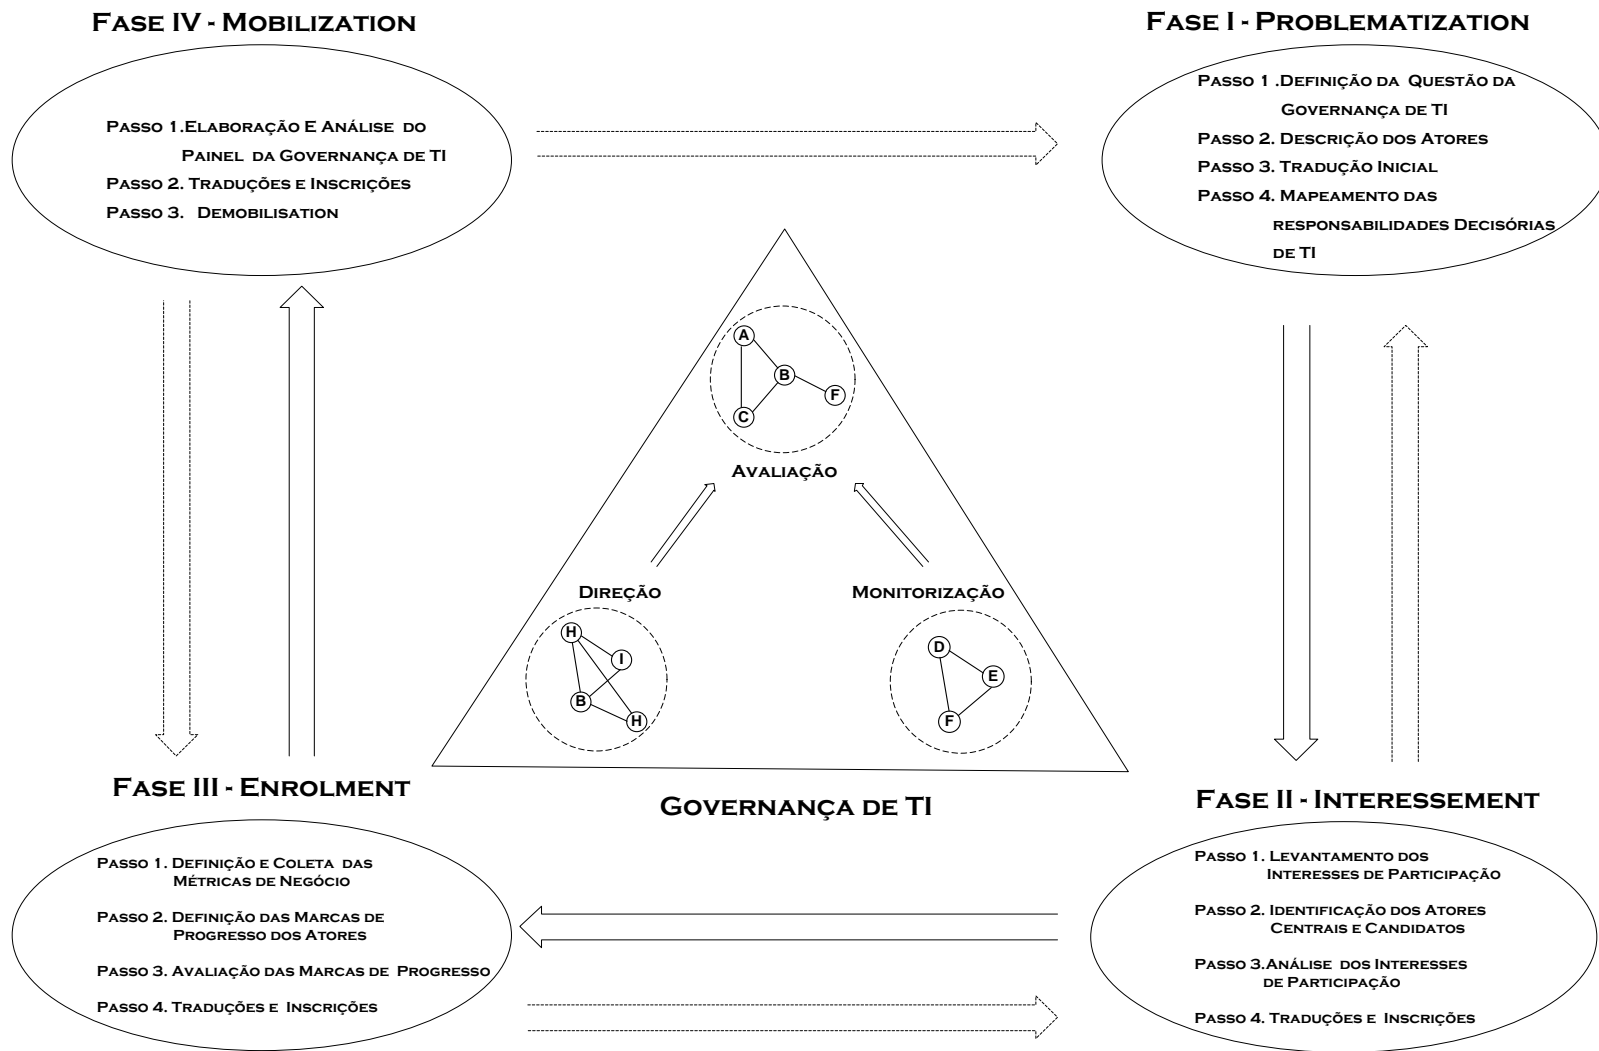 FASE IV - MOBILIZATION
PASSO 1.ELABORAÇÃO E ANÁLISE DO
PAINEL DA GOVERNANÇA DE TI
PASSO 2. TRADUÇÕES E INSCRIÇÕES
PASSO 3. DEMOBILISATION
FASE I - PROBLEMATIZATION
PASSO 1 .DEFINIÇÃO DA QUESTÃO DA
GOVERNANÇA DE TI
PASSO 2. DESCRIÇÃO DOS ATORES
PASSO 3. TRADUÇÃO INICIAL
PASSO 4. MAPEAMENTO DAS
RESPONSABILIDADES DECISÓRIAS
DE TI
A
B
F
C
AVALIAÇÃO
DIREÇÃO
H
I
B
H
MONITORIZAÇÃO
D
E
F
GOVERNANÇA DE TI
FASE III - ENROLMENT
PASSO 1. DEFINIÇÃO E COLETA DAS
MÉTRICAS DE NEGÓCIO
PASSO 2. DEFINIÇÃO DAS MARCAS DE
PROGRESSO DOS ATORES
PASSO 3. AVALIAÇÃO DAS MARCAS DE PROGRESSO
PASSO 4. TRADUÇÕES E INSCRIÇÕES
FASE II - INTERESSEMENT
PASSO 1. LEVANTAMENTO DOS
INTERESSES DE PARTICIPAÇÃO
PASSO 2. IDENTIFICAÇÃO DOS ATORES
CENTRAIS E CANDIDATOS
PASSO 3.ANÁLISE DOS INTERESSES
DE PARTICIPAÇÃO
PASSO 4. TRADUÇÕES E INSCRIÇÕES